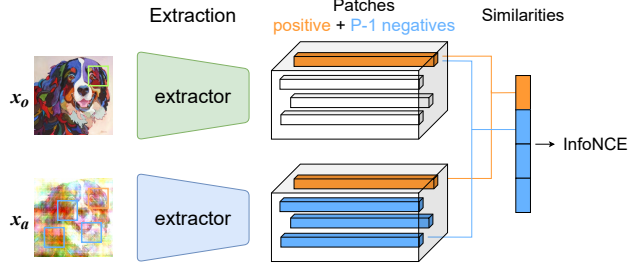 Extraction
Patches
positive + P-1 negatives
Similarities
x_o
extractor
InfoNCE
x_a
extractor